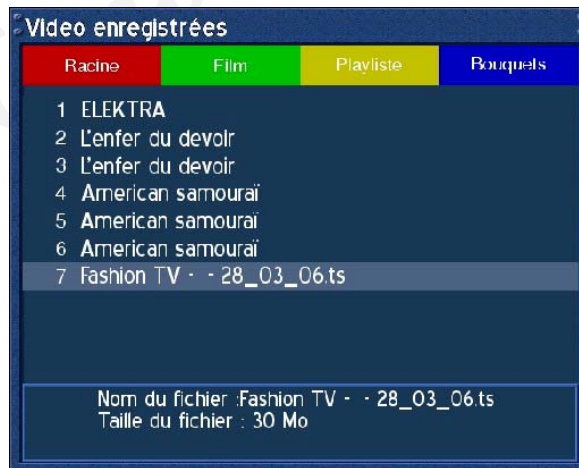 Video enregistrées
Racine Film Playliste Bouquets
1 ELEKTRA
2 L'enfer du devoir
3 L'enfer du devoir
4 American samouraï
5 American samouraï
6 American samouraï
7 Fashion TV - - 28_03_06.ts
Nom du fichier :Fashion TV - - 28_03_06.ts
Taille du fichier : 30 Mo